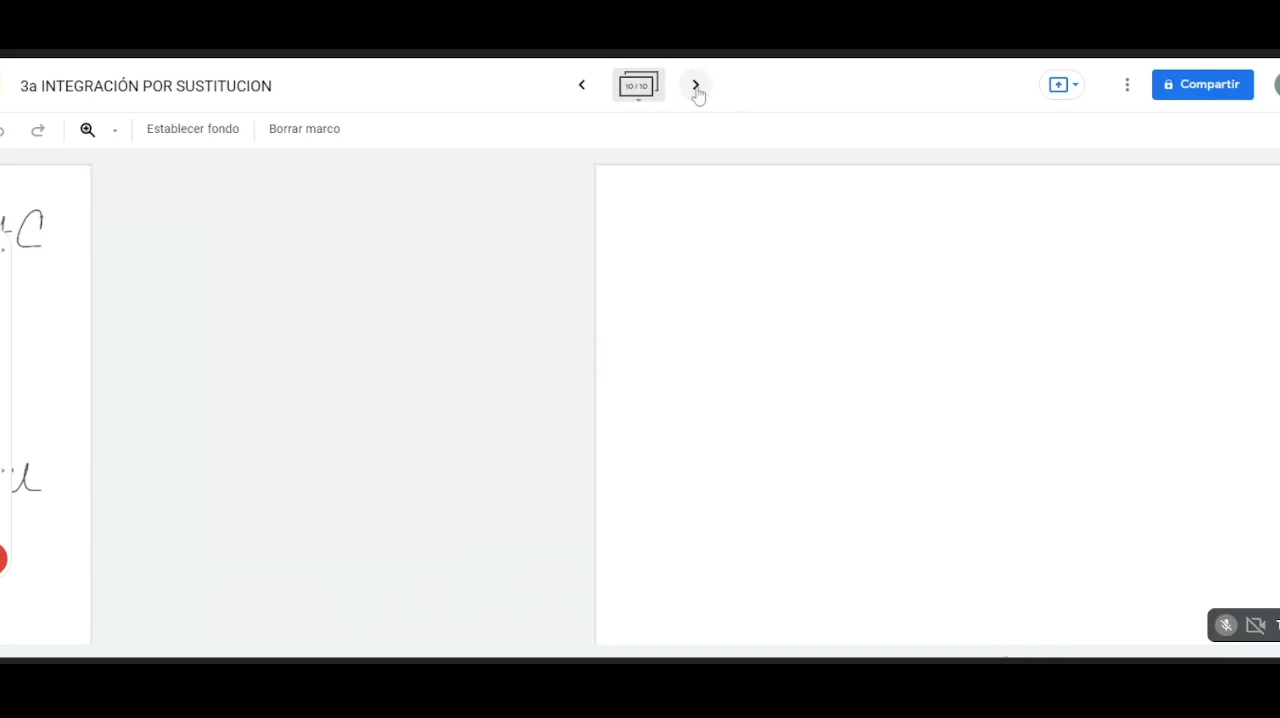 3a INTEGRACIÓN POR SUSTITUCION
10 / 10
Compartir
Establecer fondo
Borrar marco
+C
u